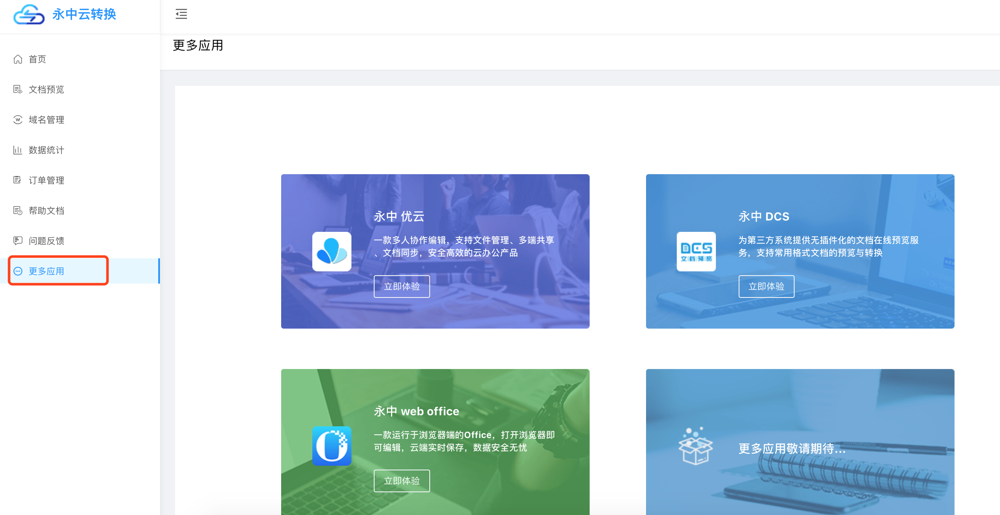 永中云转换
更多应用
首页
文档预览
域名管理
数据统计
订单管理
帮助文档
问题反馈
更多应用
永中 优云
一款多人协作编辑，支持文件管理、多端共享
、文档同步，安全高效的云办公产品
立即体验
DCS
文档预览
永中 DCS
为第三方系统提供无插件化的文档在线预览服
务，支持常用格式文档的预览与转换
立即体验
永中 web office
一款运行于浏览器端的Office，打开浏览器即
可编辑，云端实时保存，数据安全无忧
立即体验
更多应用敬请期待...